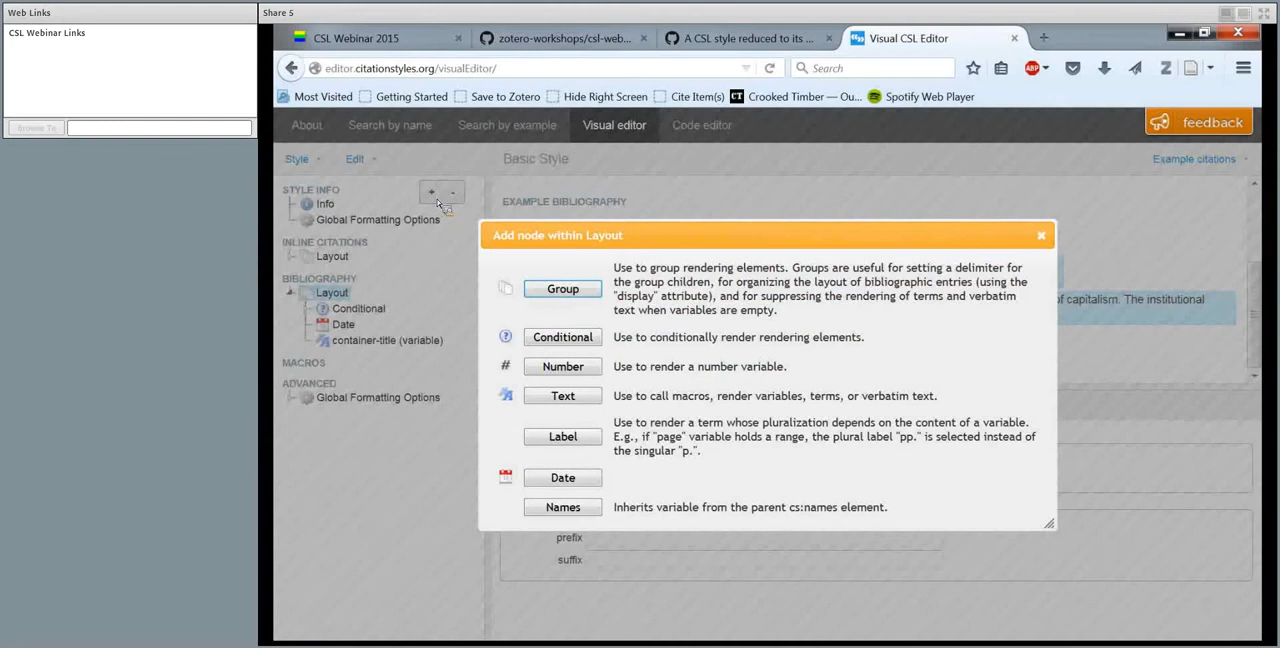 Web Links
Share 5
CSL Webinar Links
Browse To
CSL Webinar 2015
zotero-workshops/csl-web...
A CSL style reduced to its ...
Visual CSL Editor
editor.citationstyles.org/visualEditor/
Search
ABP
Most Visited
Getting Started
Save to Zotero
Hide Right Screen
Cite Item(s)
CT Crooked Timber — Ou...
Spotify Web Player
About
Search by name
Search by example
Visual editor
Code editor
feedback
Style
Edit
Basic Style
Example citations
STYLE INFO
+ -
Info
Global Formatting Options
INLINE CITATIONS
Layout
BIBLIOGRAPHY
Layout
Conditional
Date
container-title (variable)
MACROS
ADVANCED
Global Formatting Options
EXAMPLE BIBLIOGRAPHY
of capitalism. The institutional
Add node within Layout
Group
Use to group rendering elements. Groups are useful for setting a delimiter for
the group children, for organizing the layout of bibliographic entries (using the
"display" attribute), and for suppressing the rendering of terms and verbatim
text when variables are empty.
Conditional
Use to conditionally render rendering elements.
# Number
Use to render a number variable.
Text
Use to call macros, render variables, terms, or verbatim text.
Label
Use to render a term whose pluralization depends on the content of a variable.
E.g., if "page" variable holds a range, the plural label "pp." is selected instead of
the singular "p.".
Date
Names
Inherits variable from the parent cs:names element.
prefix
suffix